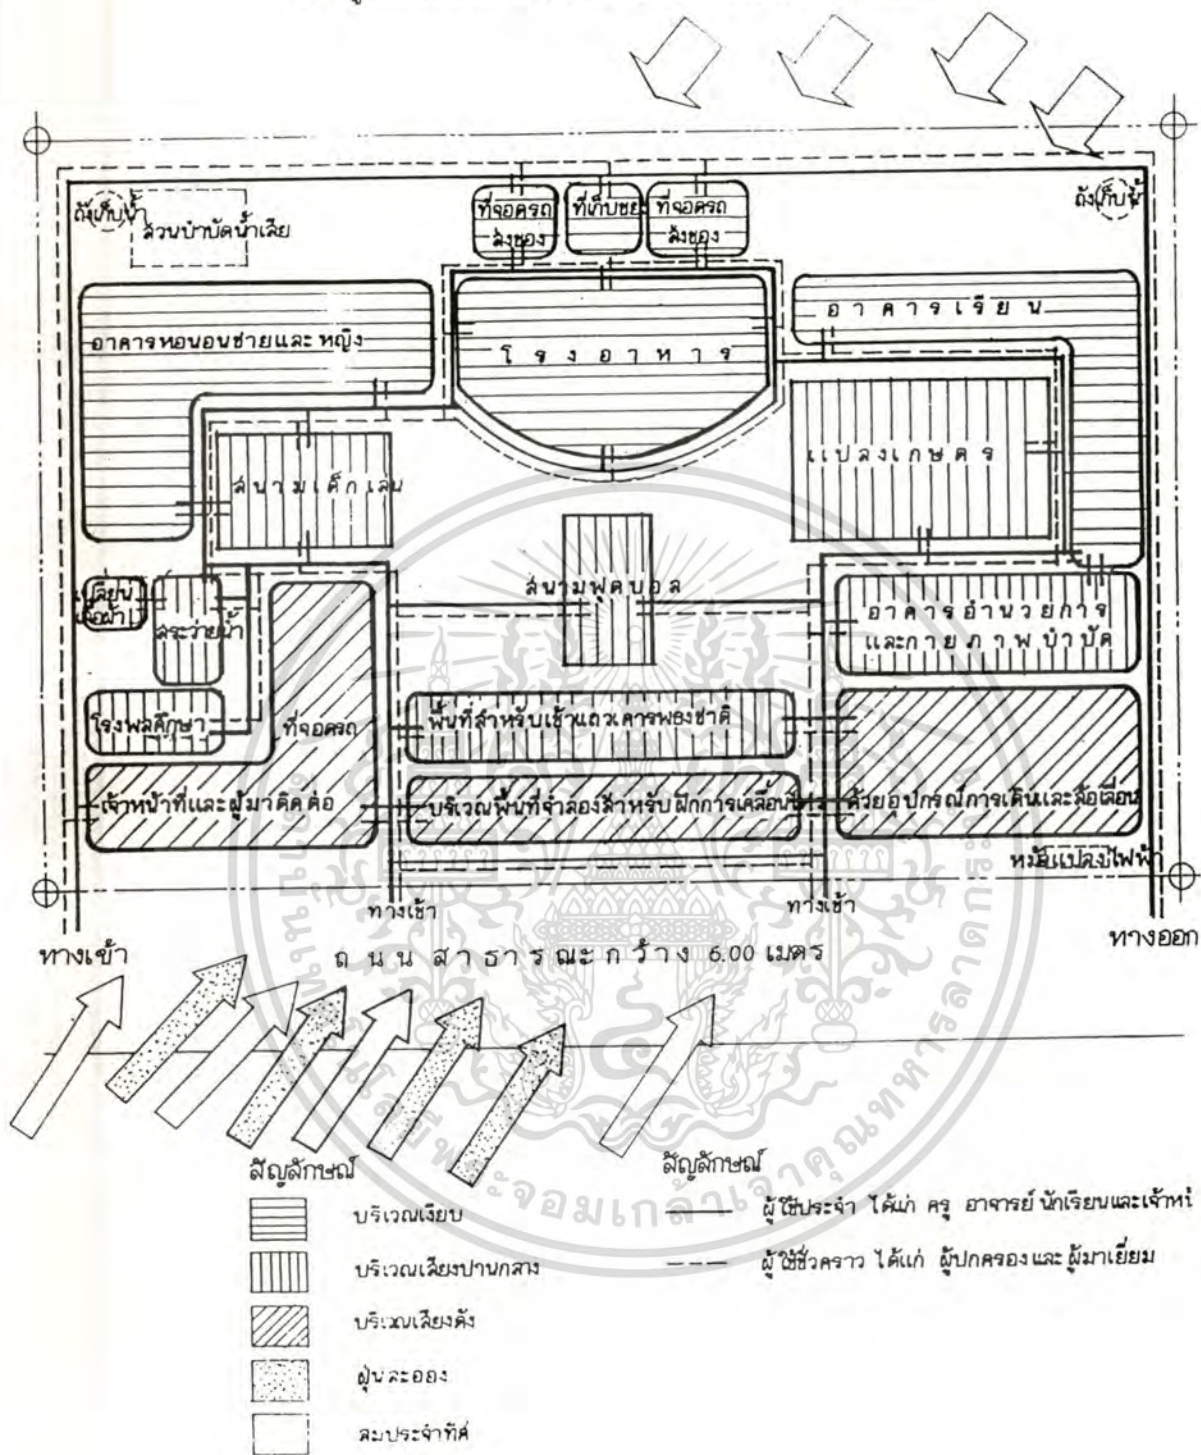 ถังเก็บน้ำ
ส่วนบำบัดน้ำเสีย
ที่จอดรถ
ส่งของ
ที่เก็บขยะ
ที่จอดรถ
ส่งของ
ถังเก็บน้ำ
อาคารหอนอนชายและหญิง
โรงอาหาร
อาคารเรียน
สนามเด็กเล่น
แปลงเกษตร
เปลี่ยน
เสื้อผ้า
สระว่ายน้ำ
สนามฟุตบอล
อาคารอำนวยการ
และกายภาพบำบัด
โรงพลศึกษา
ที่จอดรถ
พื้นที่สำหรับเข้าแถวเคารพธงชาติ
เจ้าหน้าที่และผู้มาติดต่อ
บริเวณพื้นที่จำลองสำหรับฝึกการเคลื่อนไหว
ด้วยอุปกรณ์การเดินและล้อเลื่อน
หม้อแปลงไฟฟ้า
ทางเข้า
ทางเข้า
ทางเข้า
ทางออก
ถนนสาธารณะกว้าง 6.00 เมตร
สัญลักษณ์
บริเวณเงียบ
บริเวณเสียงปานกลาง
บริเวณเสียงดัง
ฝุ่นละออง
ลมประจำทิศ
สัญลักษณ์
ผู้ใช้ประจำ ได้แก่ ครู อาจารย์ นักเรียนและเจ้าหน้
ผู้ใช้ชั่วคราว ได้แก่ ผู้ปกครองและผู้มาเยี่ยม